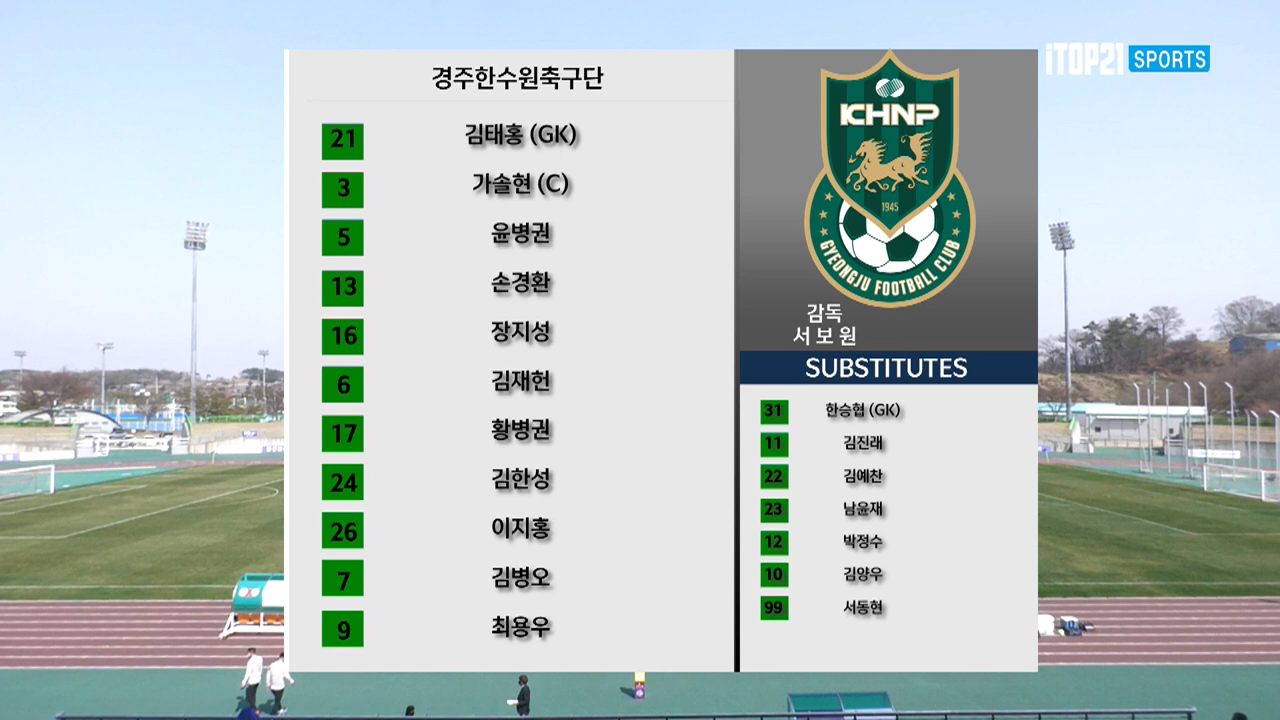 iTOP21 SPORTS
경주한수원축구단
21 김태홍 (GK)
3 가솔현 (C)
5 윤병권
13 손경환
16 장지성
6 김재헌
17 황병권
24 김한성
26 이지홍
7 김병오
9 최용우
KHNP
1945
GYEONGJU FOOTBALL CLUB
감독
서보원
SUBSTITUTES
31 한승협 (GK)
11 김진래
22 김예찬
23 남윤재
12 박정수
10 김양우
99 서동현